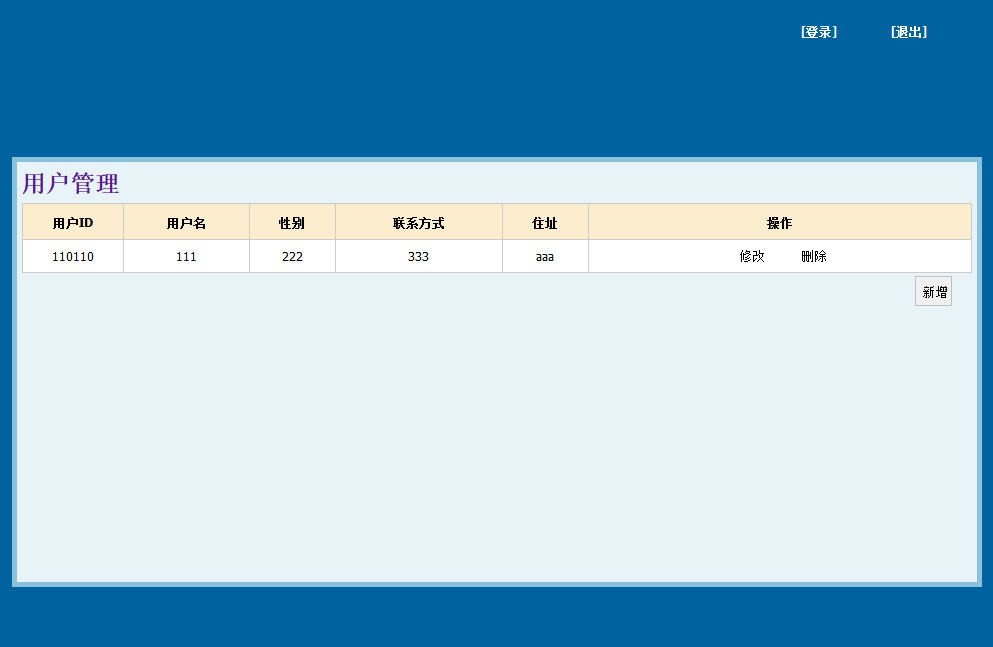 [登录] [退出]
用户管理
用户ID 用户名 性别 联系方式 住址 操作
110110 111 222 333 aaa 修改 删除
新增